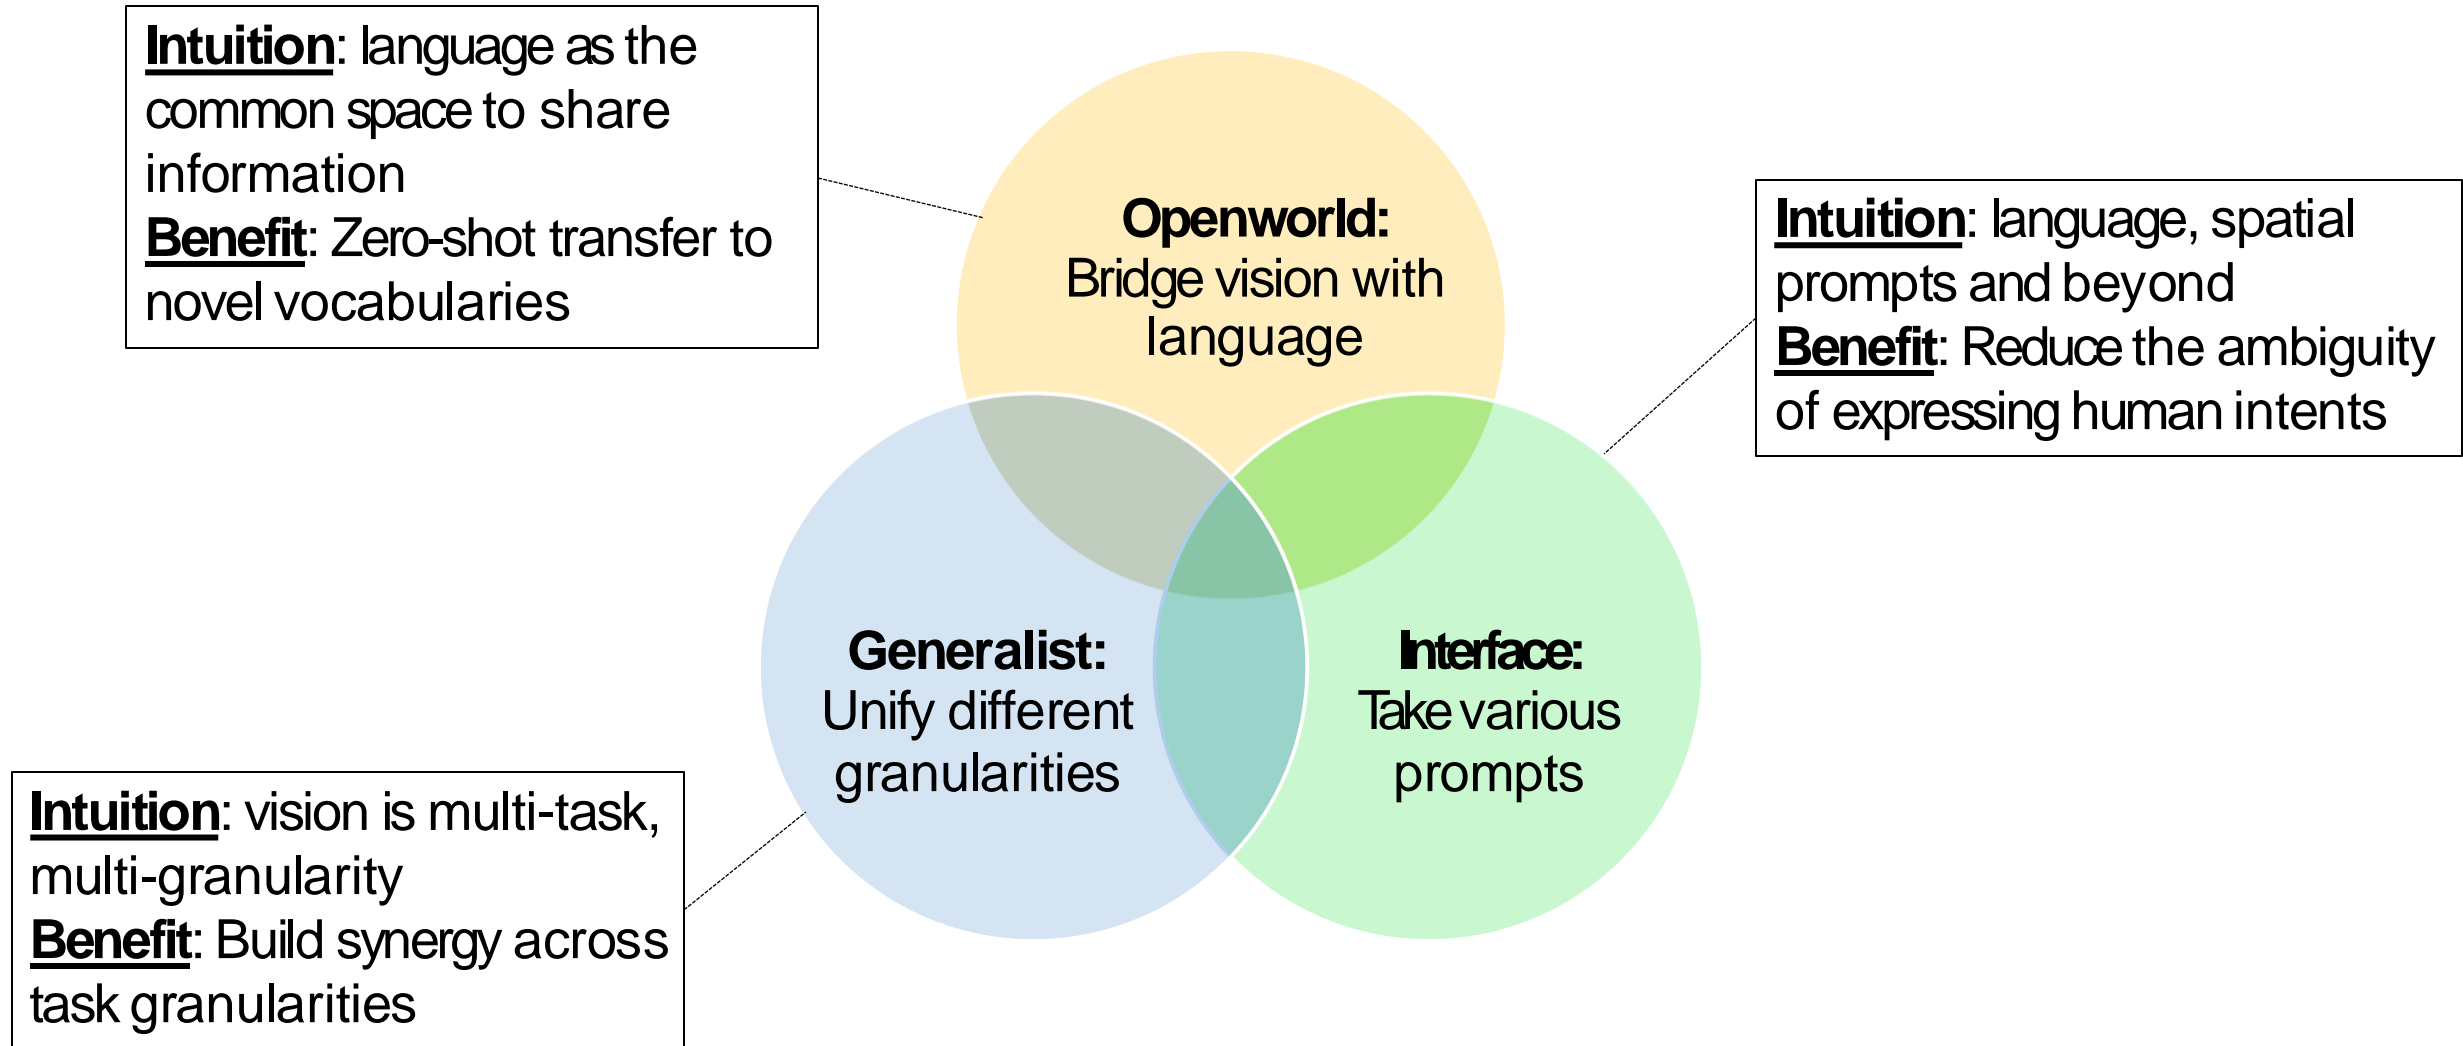 Intuition: language as the
common space to share
information
Benefit: Zero-shot transfer to
novel vocabularies
Openworld:
Bridge vision with
language
Intuition: language, spatial
prompts and beyond
Benefit: Reduce the ambiguity
of expressing human intents
Generalist:
Unify different
granularities
Interface:
Take various
prompts
Intuition: vision is multi-task,
multi-granularity
Benefit: Build synergy across
task granularities